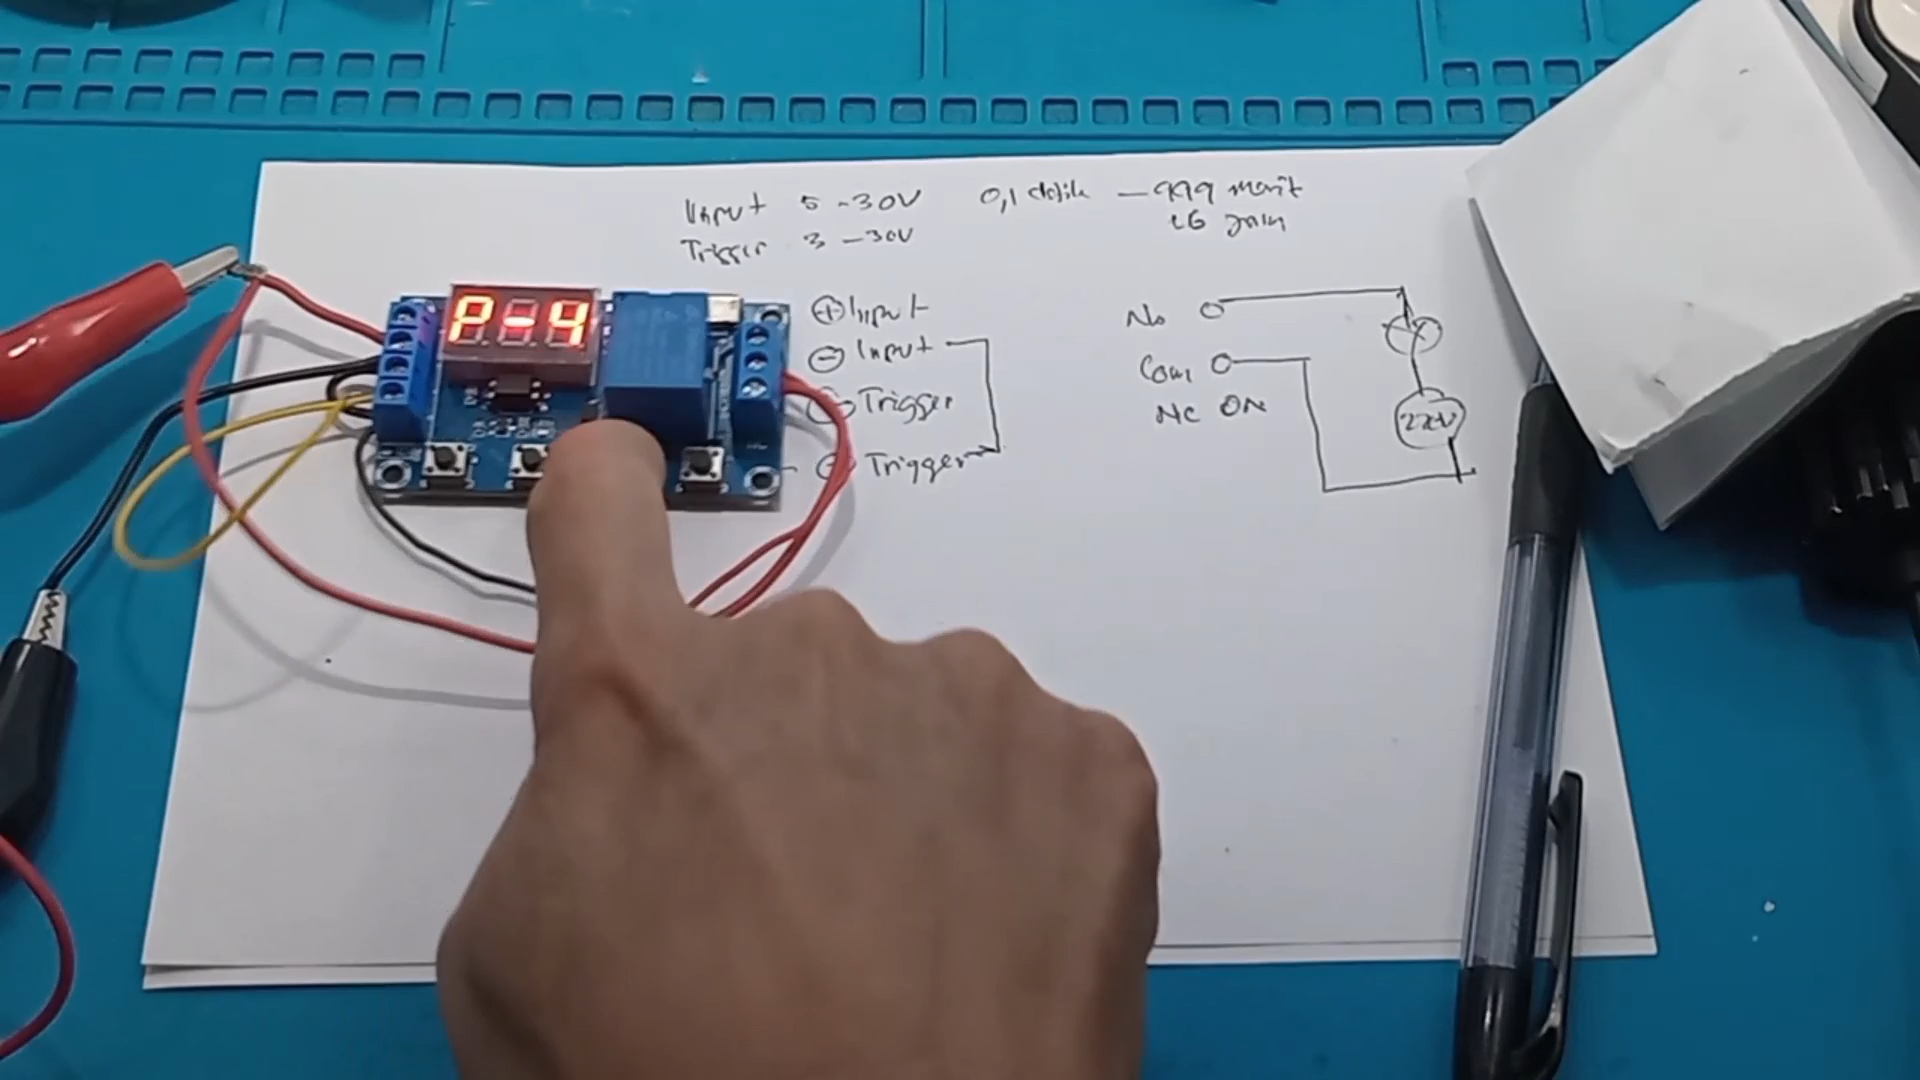 Input 5 - 30V
Trigger 3 - 30V
0,1 detik - 999 menit
16 jam
P-4
+ Input
- Input
Trigger
Trigger
No
Com
NC ON
220V